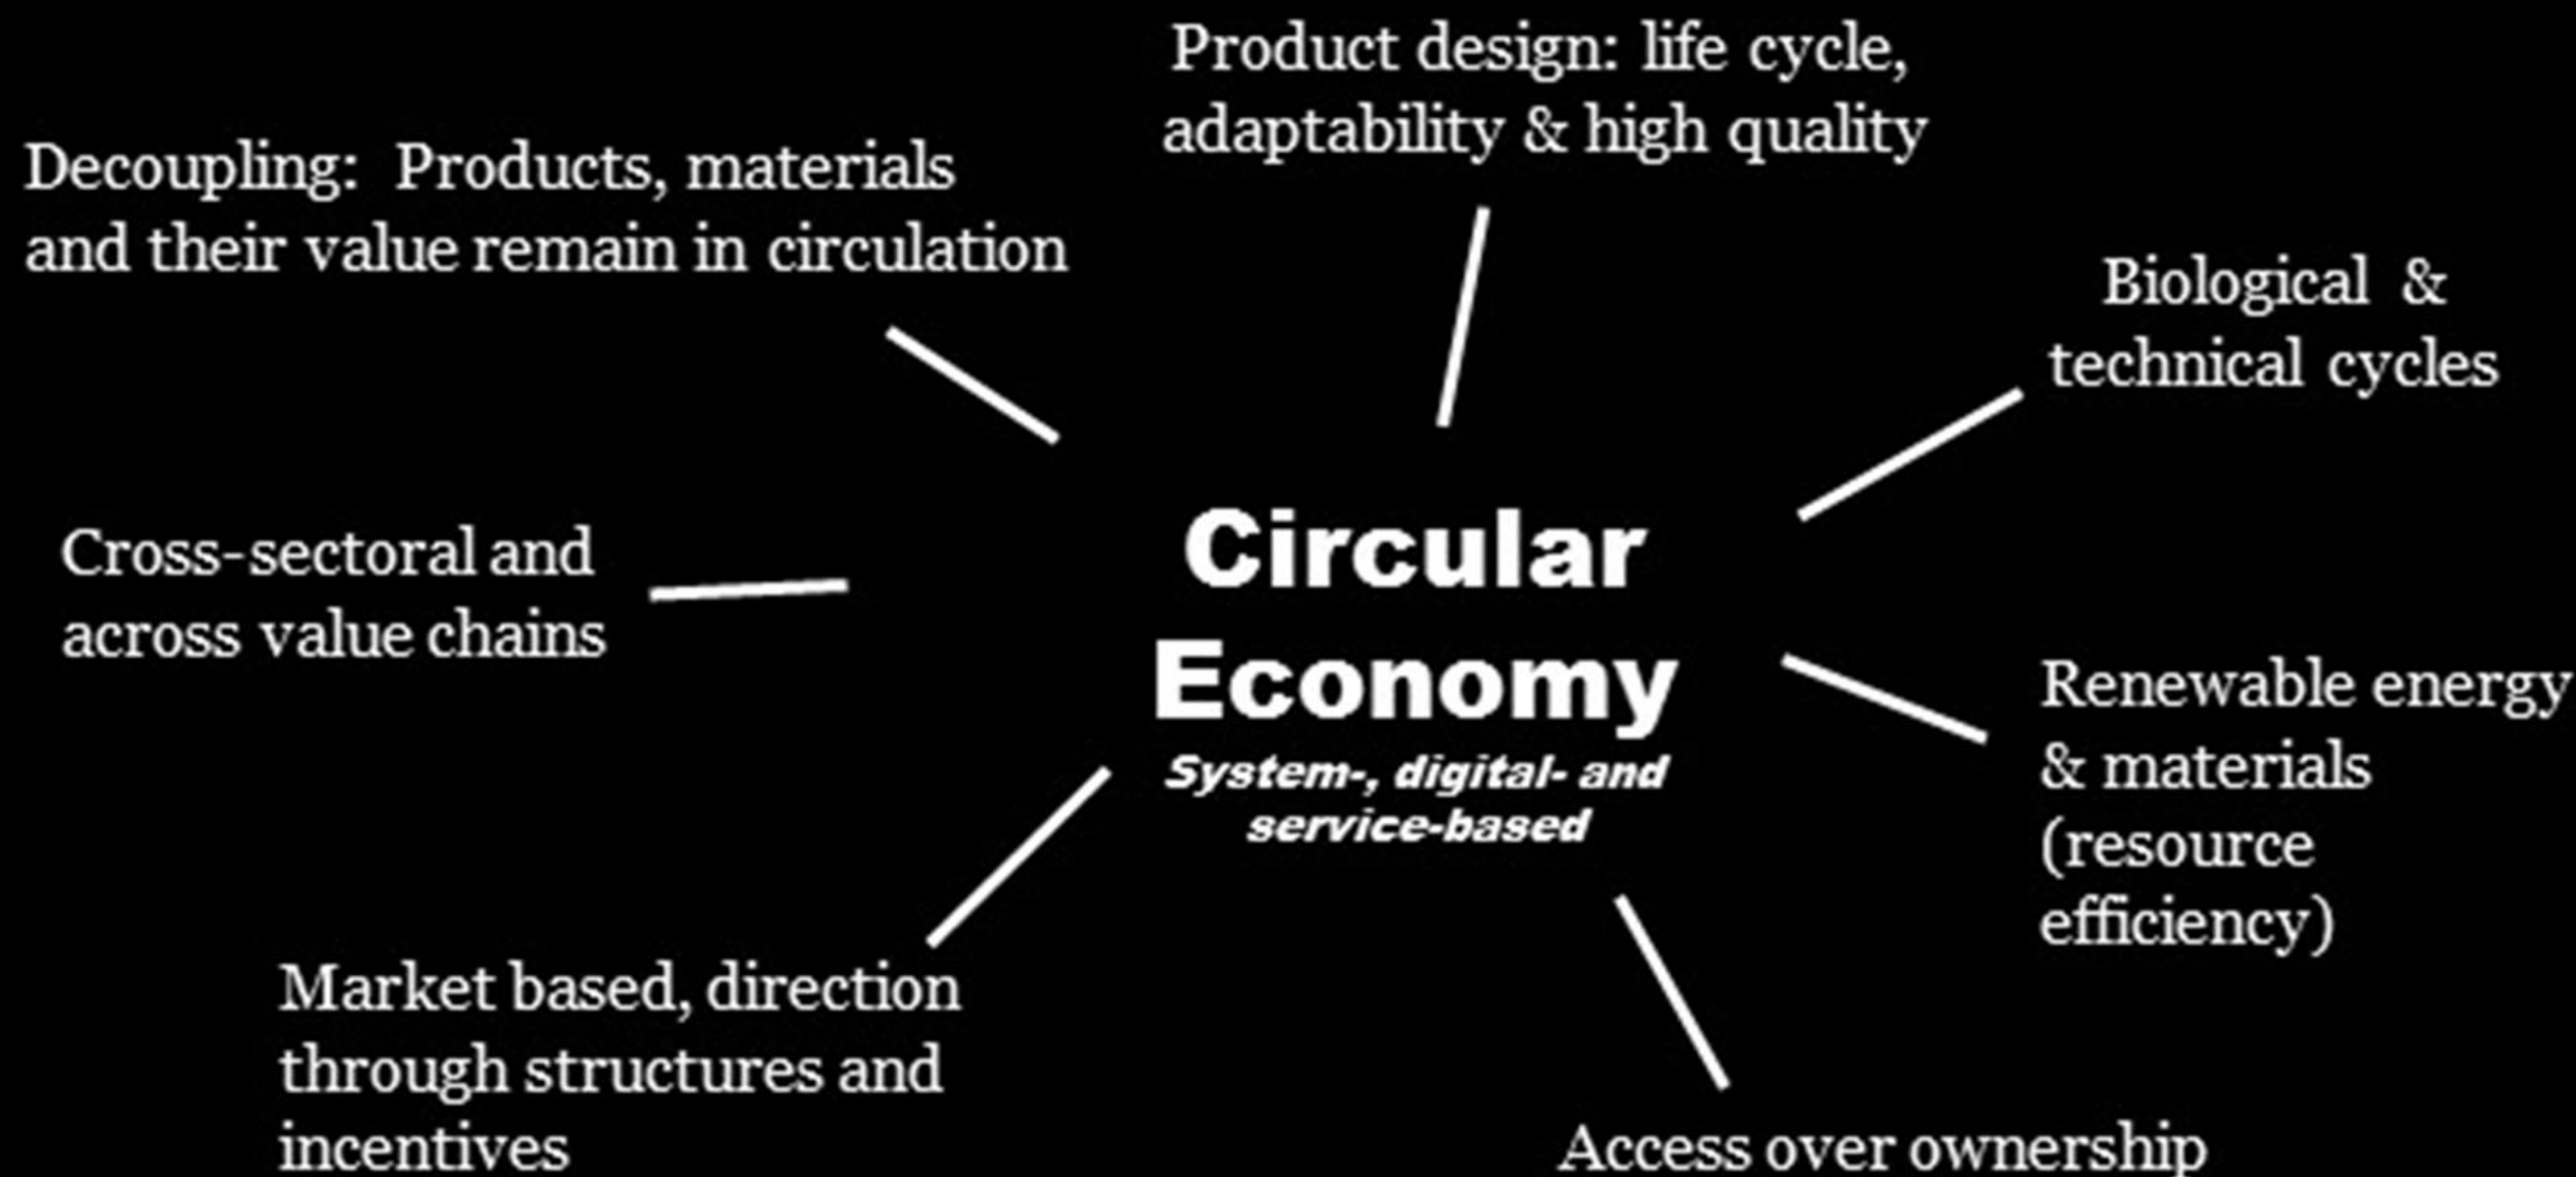 Product design: life cycle,
adaptability & high quality
Decoupling: Products, materials
and their value remain in circulation
Biological &
technical cycles
Cross-sectoral and
across value chains
Circular
Economy
System-, digital- and
service-based
Renewable energy
& materials
(resource
efficiency)
Market based, direction
through structures and
incentives
Access over ownership